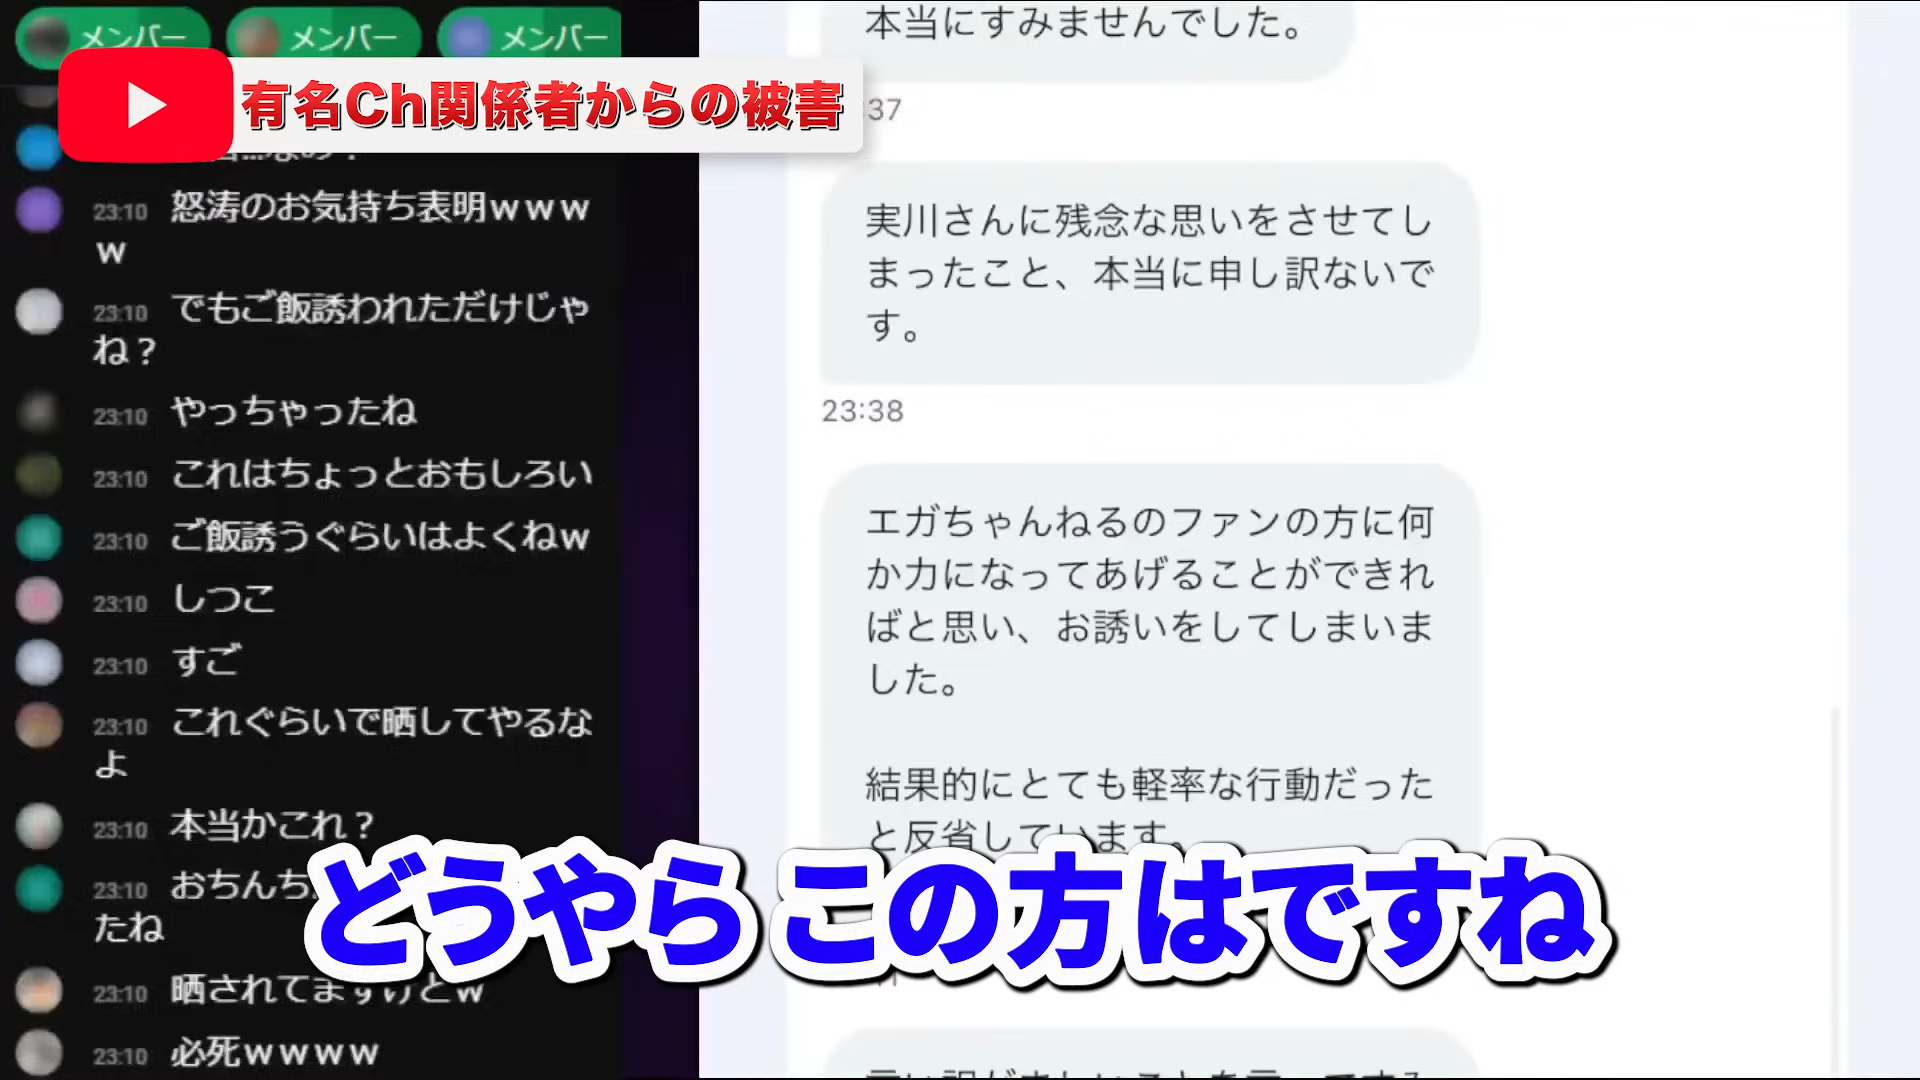 メンバー
メンバー
メンバー
有名Ch関係者からの被害
23:10 怒涛のお気持ち表明ｗｗｗ
ｗ
23:10 でもご飯誘われただけじゃ
ね？
23:10 やっちゃったね
23:10 これはちょっとおもしろい
23:10 ご飯誘うぐらいはよくねｗ
23:10 しつこ
23:10 すご
23:10 これぐらいで晒してやるな
よ
23:10 本当かこれ？
23:10 おちんち
たね
23:10 晒されてますけどｗ
23:10 必死ｗｗｗｗ
本当にすみませんでした。
:37
実川さんに残念な思いをさせてし
まったこと、本当に申し訳ないで
す。
23:38
エガちゃんねるのファンの方に何
か力になってあげることができれ
ばと思い、お誘いをしてしまいま
した。
結果的にとても軽率な行動だった
と反省しています。
どうやら この方はですね